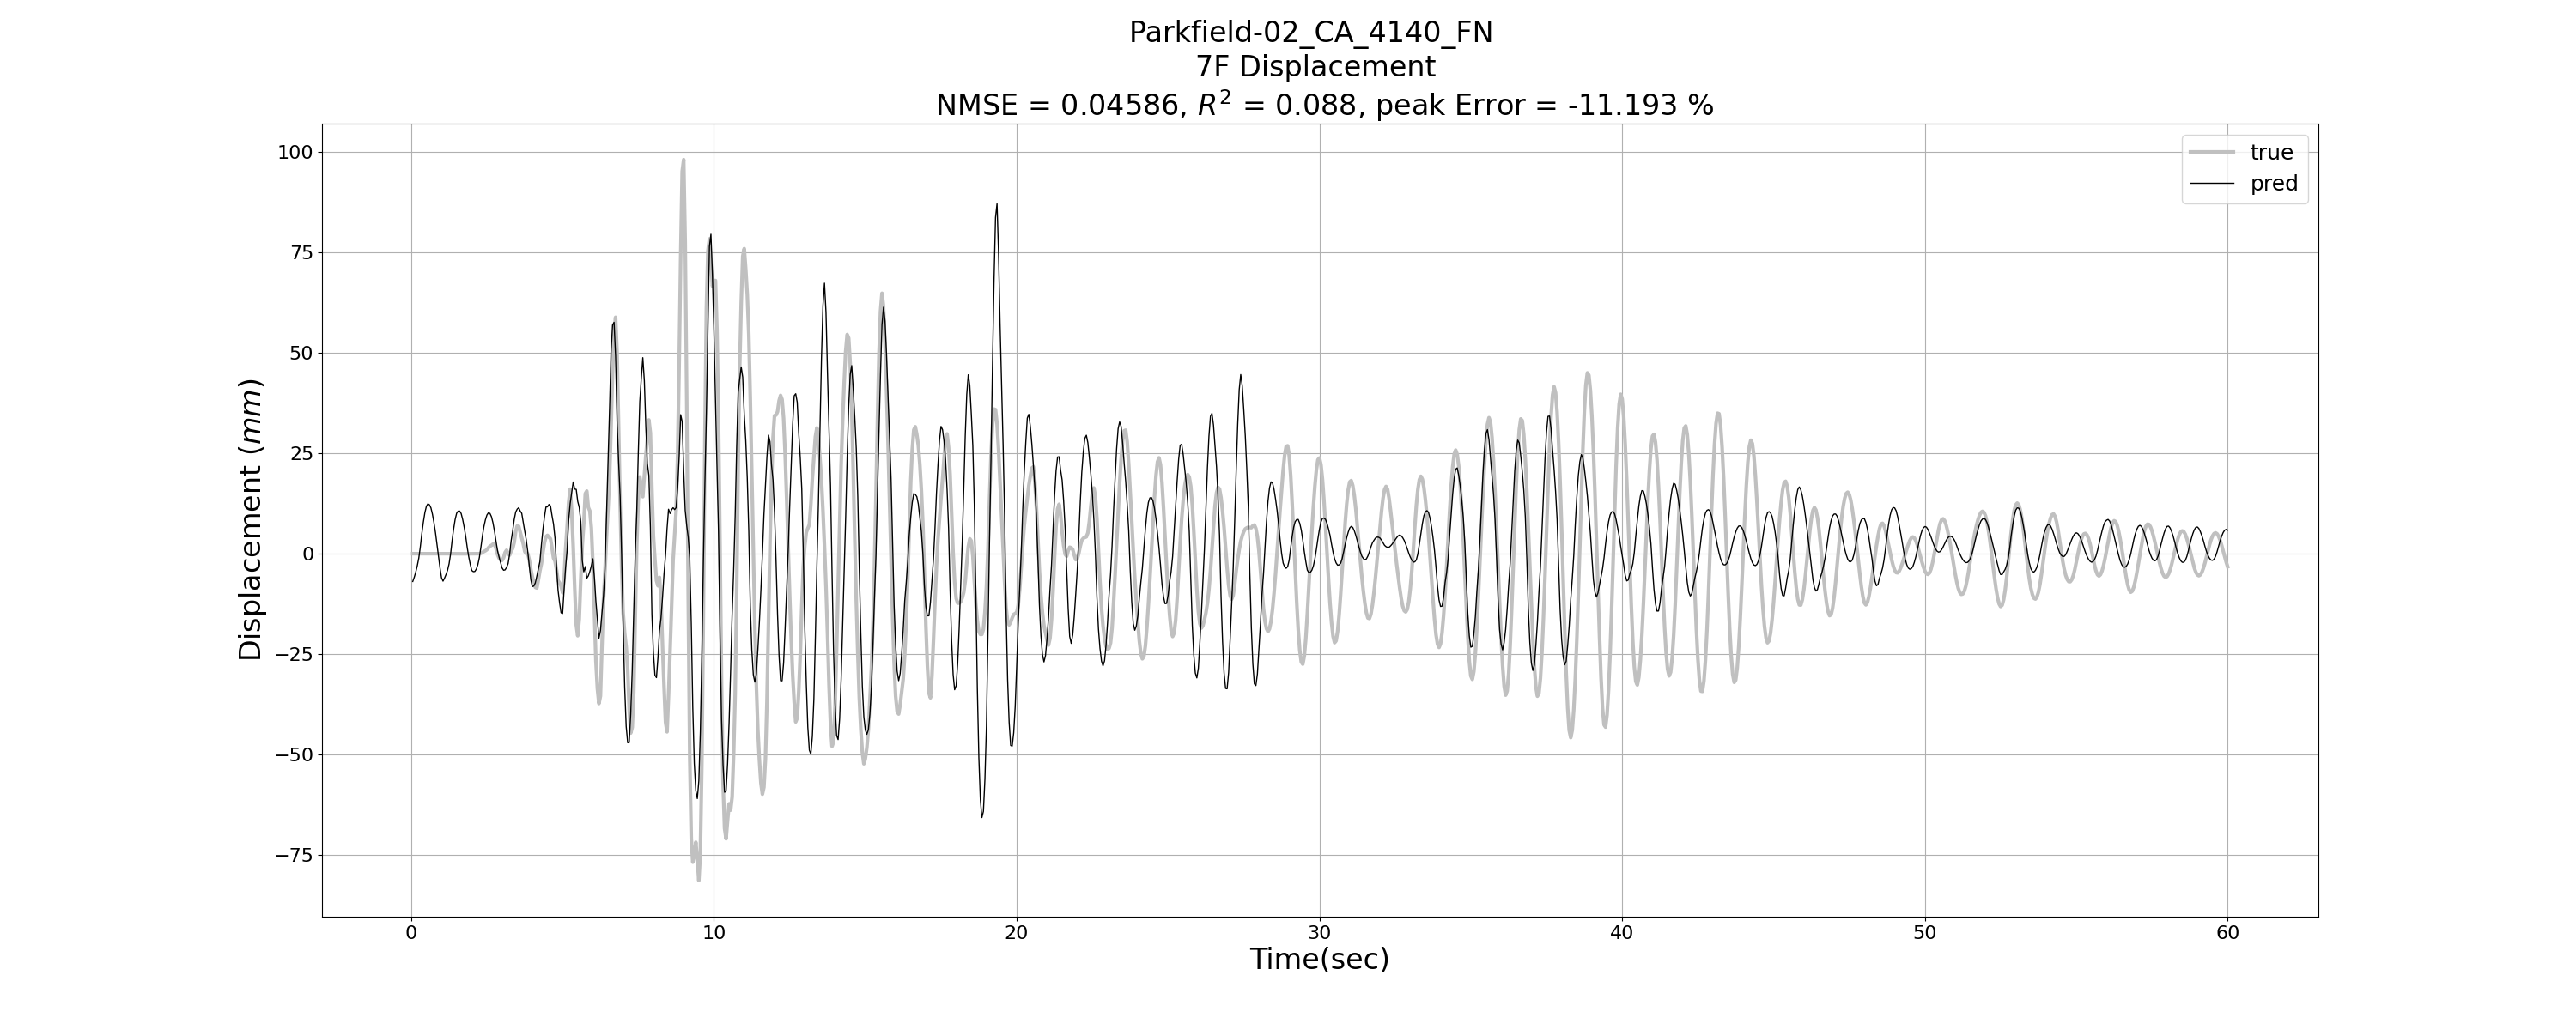 Parkfield-02_CA_4140_FN
7F Displacement
NMSE = 0.04586, R² = 0.088, peak Error = -11.193 %
true
pred
100
75
50
25
0
−25
−50
−75
Displacement (mm)
0 10 20 30 40 50 60
Time(sec)